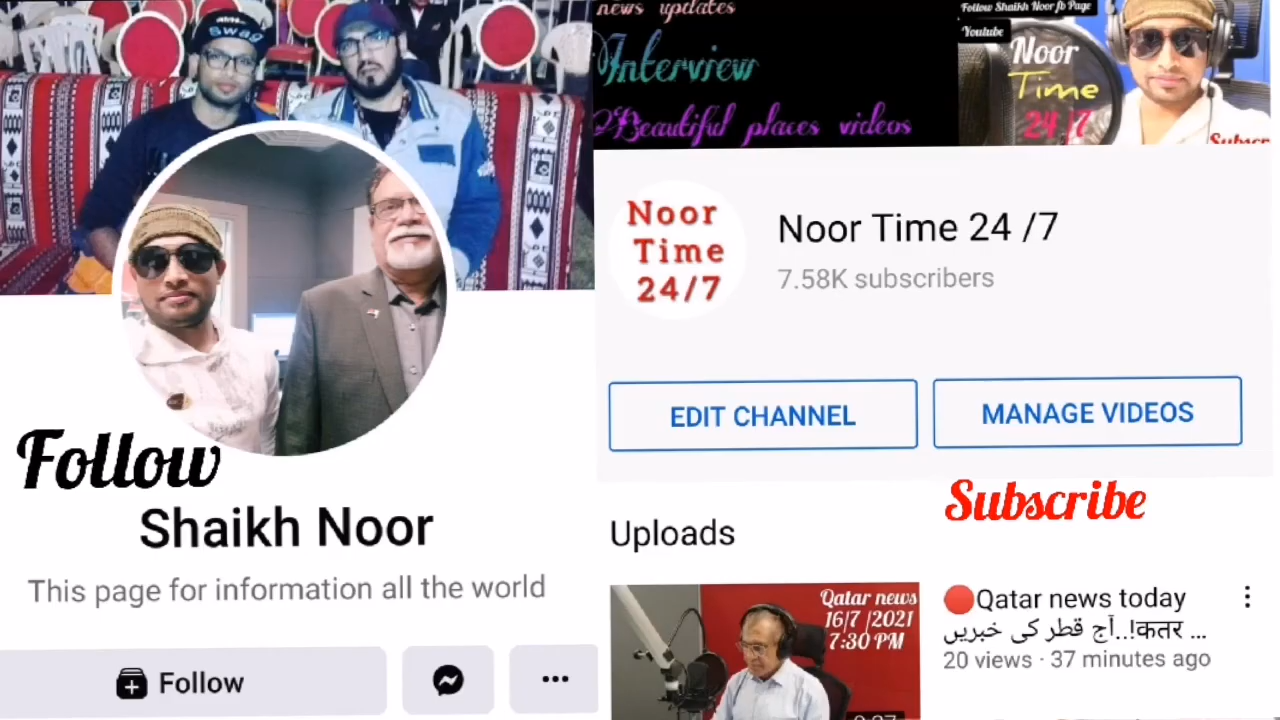 Swag
Follow
Shaikh Noor
This page for information all the world
Follow
news updates
Interview
Beautiful places videos
Follow Shaikh Noor fb Page
Youtube
Noor
Time
24 /7
Noor
Time
24/7
Noor Time 24 /7
7.58K subscribers
EDIT CHANNEL
MANAGE VIDEOS
Subscribe
Uploads
Qatar news
16/7 /2021
7:30 PM
🔴Qatar news today
آج قطر کی خبریں..!कतर ...
20 views · 37 minutes ago